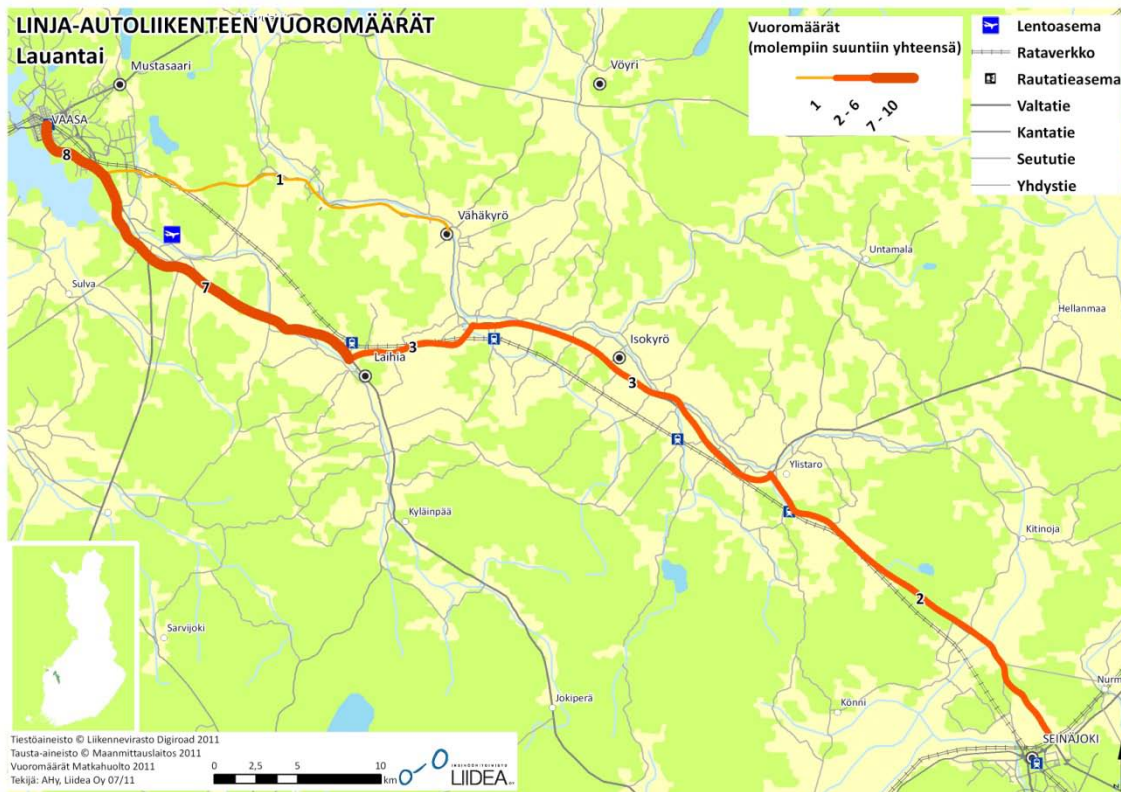 LINJA-AUTOLIIKENTEEN VUOROMÄÄRÄT
Lauantai
Vuoromäärät
(molempiin suuntiin yhteensä)
1
2 - 6
7 - 10
Lentoasema
Rataverkko
Rautatieasema
Valtatie
Kantatie
Seututie
Yhdystie
Mustasaari
Vöyri
VAASA
8
1
Vähäkyrö
Untamala
Sulva
7
Hellanmaa
Laihia
3
Isokyrö
3
Ylistaro
Kyläinpää
Kitinoja
2
Sarvijoki
Jokiperä
Könni
Nurm
SEINÄJOKI
Tiestöaineisto © Liikennevirasto Digiroad 2011
Tausta-aineisto © Maanmittauslaitos 2011
Vuoromäärät Matkahuolto 2011
Tekijä: AHy, Liidea Oy 07/11
0 2,5 5 10
km
INSINÖÖRITOIMISTO
LIIDEA